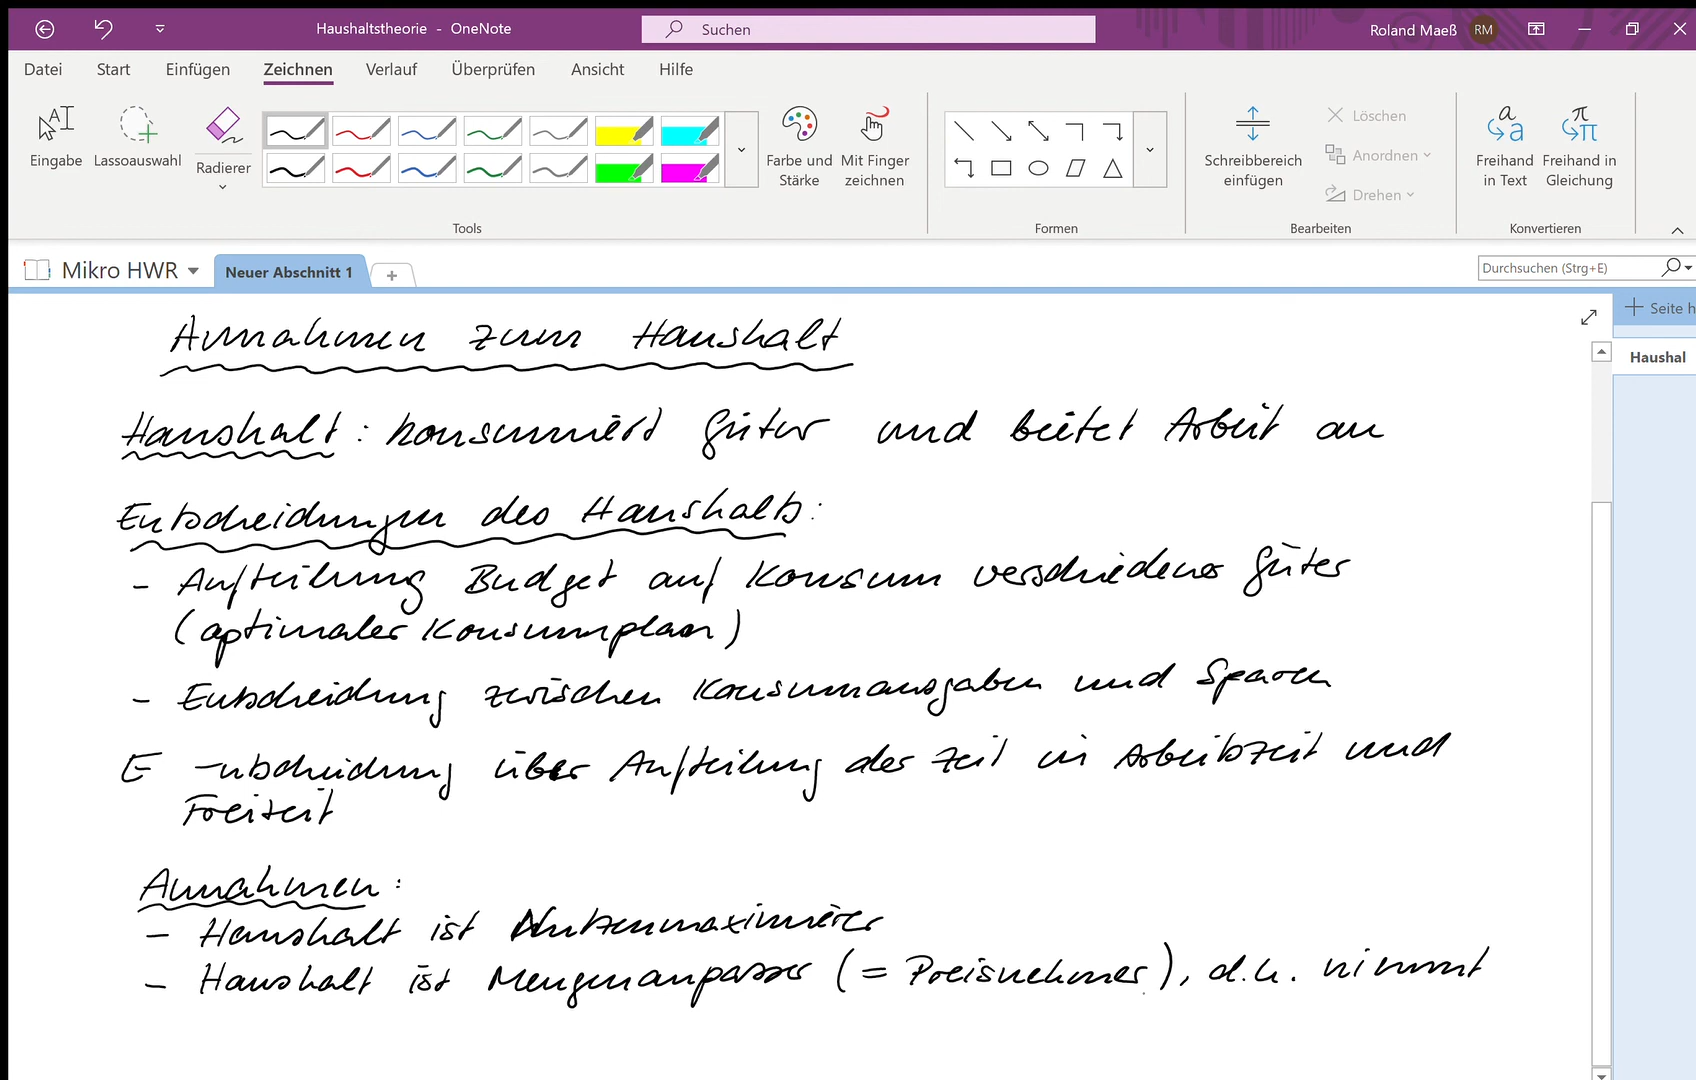 Haushaltstheorie - OneNote
Suchen
Roland Maeß RM
Datei Start Einfügen Zeichnen Verlauf Überprüfen Ansicht Hilfe
Eingabe
Lassoauswahl
Radierer
Farbe und Stärke
Mit Finger zeichnen
Schreibbereich einfügen
Löschen
Anordnen
Drehen
Freihand in Text
Freihand in Gleichung
Tools
Formen
Bearbeiten
Konvertieren
Mikro HWR
Neuer Abschnitt 1
Durchsuchen (Strg+E)
Seite h
Haushal
Annahmen zum Haushalt
Haushalt: konsumiert Güter und bietet Arbeit an
Entscheidungen des Haushalts:
- Aufteilung Budget auf Konsum verschiedener Güter
(optimaler Konsumplan)
- Entscheidung zwischen Konsumausgaben und Sparen
E -ntscheidung über Aufteilung der Zeit in Arbeitszeit und
Freizeit
Annahmen:
- Haushalt ist Nutzenmaximierer
- Haushalt ist Mengenanpasser (= Preisnehmer), d.h. nimmt